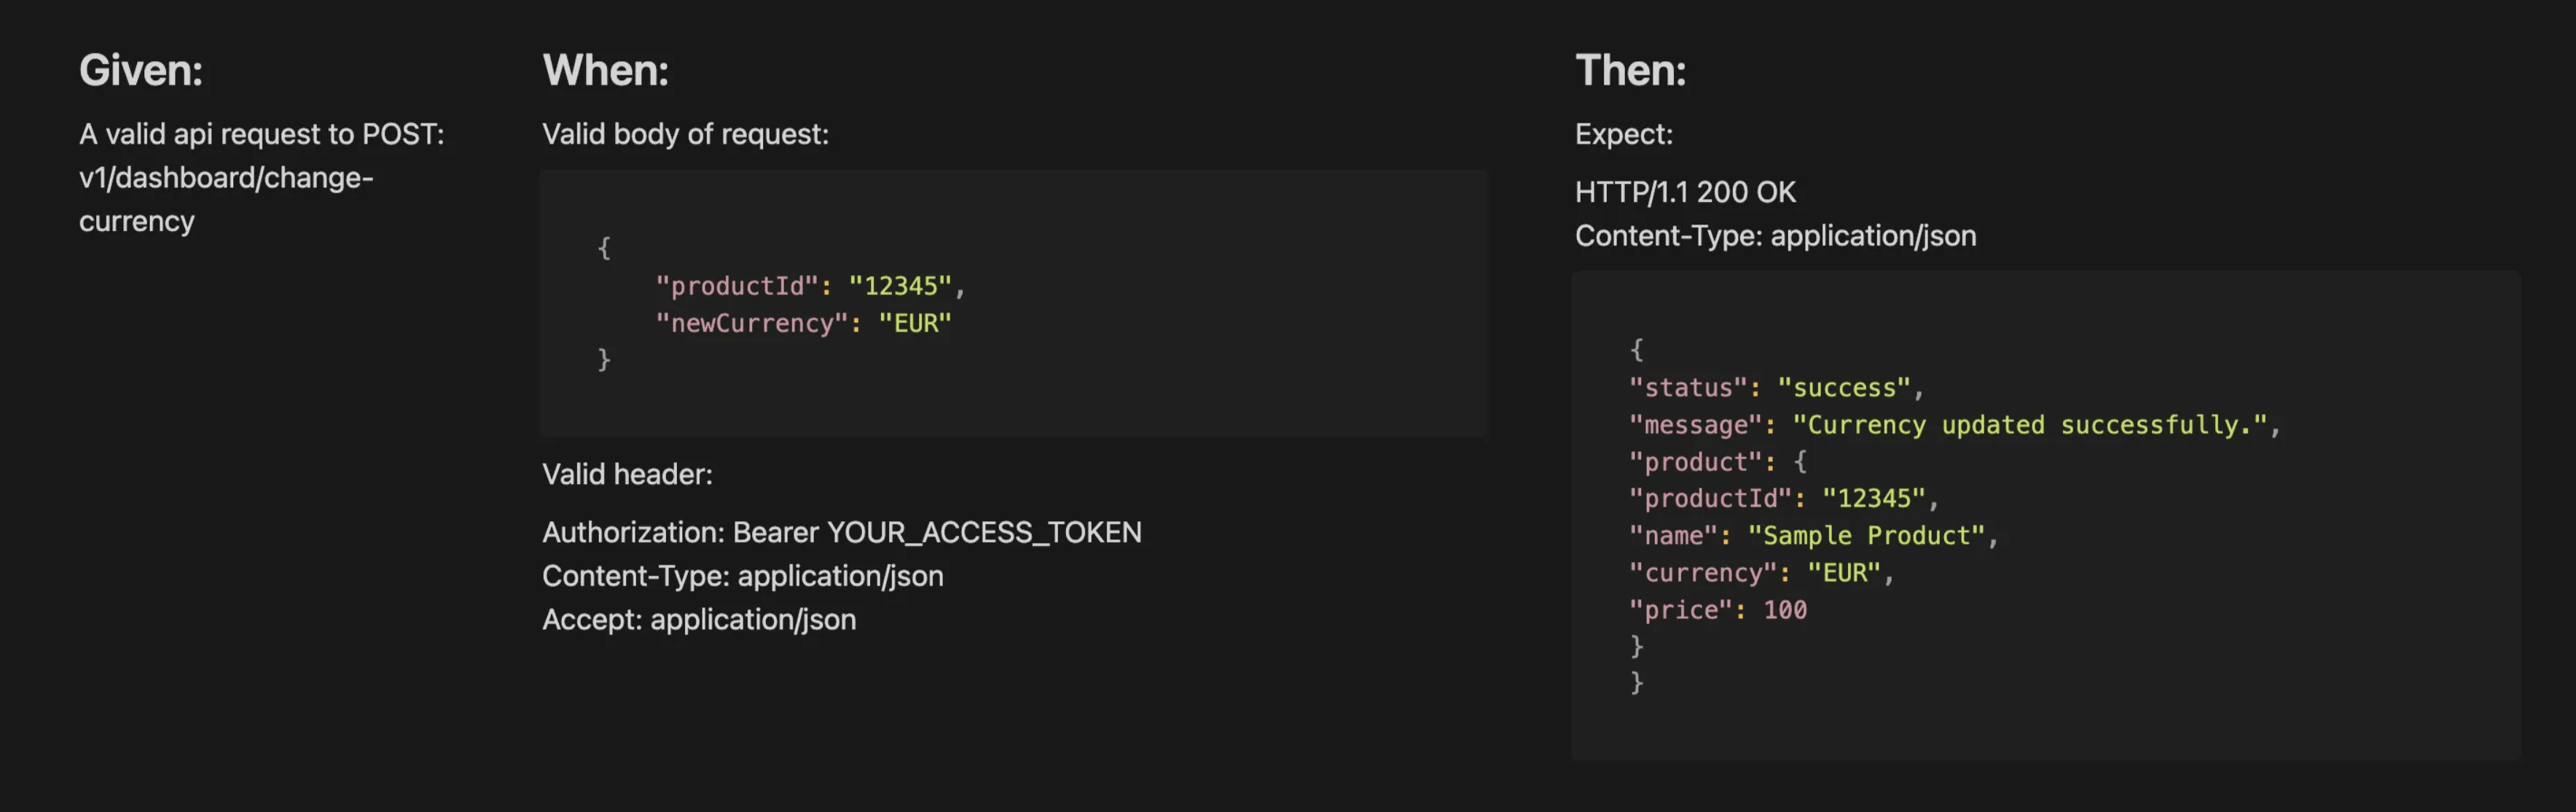 Given:
A valid api request to POST:
v1/dashboard/change-
currency
When:
Valid body of request:
{
"productId": "12345",
"newCurrency": "EUR"
}
Valid header:
Authorization: Bearer YOUR_ACCESS_TOKEN
Content-Type: application/json
Accept: application/json
Then:
Expect:
HTTP/1.1 200 OK
Content-Type: application/json
{
"status": "success",
"message": "Currency updated successfully.",
"product": {
"productId": "12345",
"name": "Sample Product",
"currency": "EUR",
"price": 100
}
}